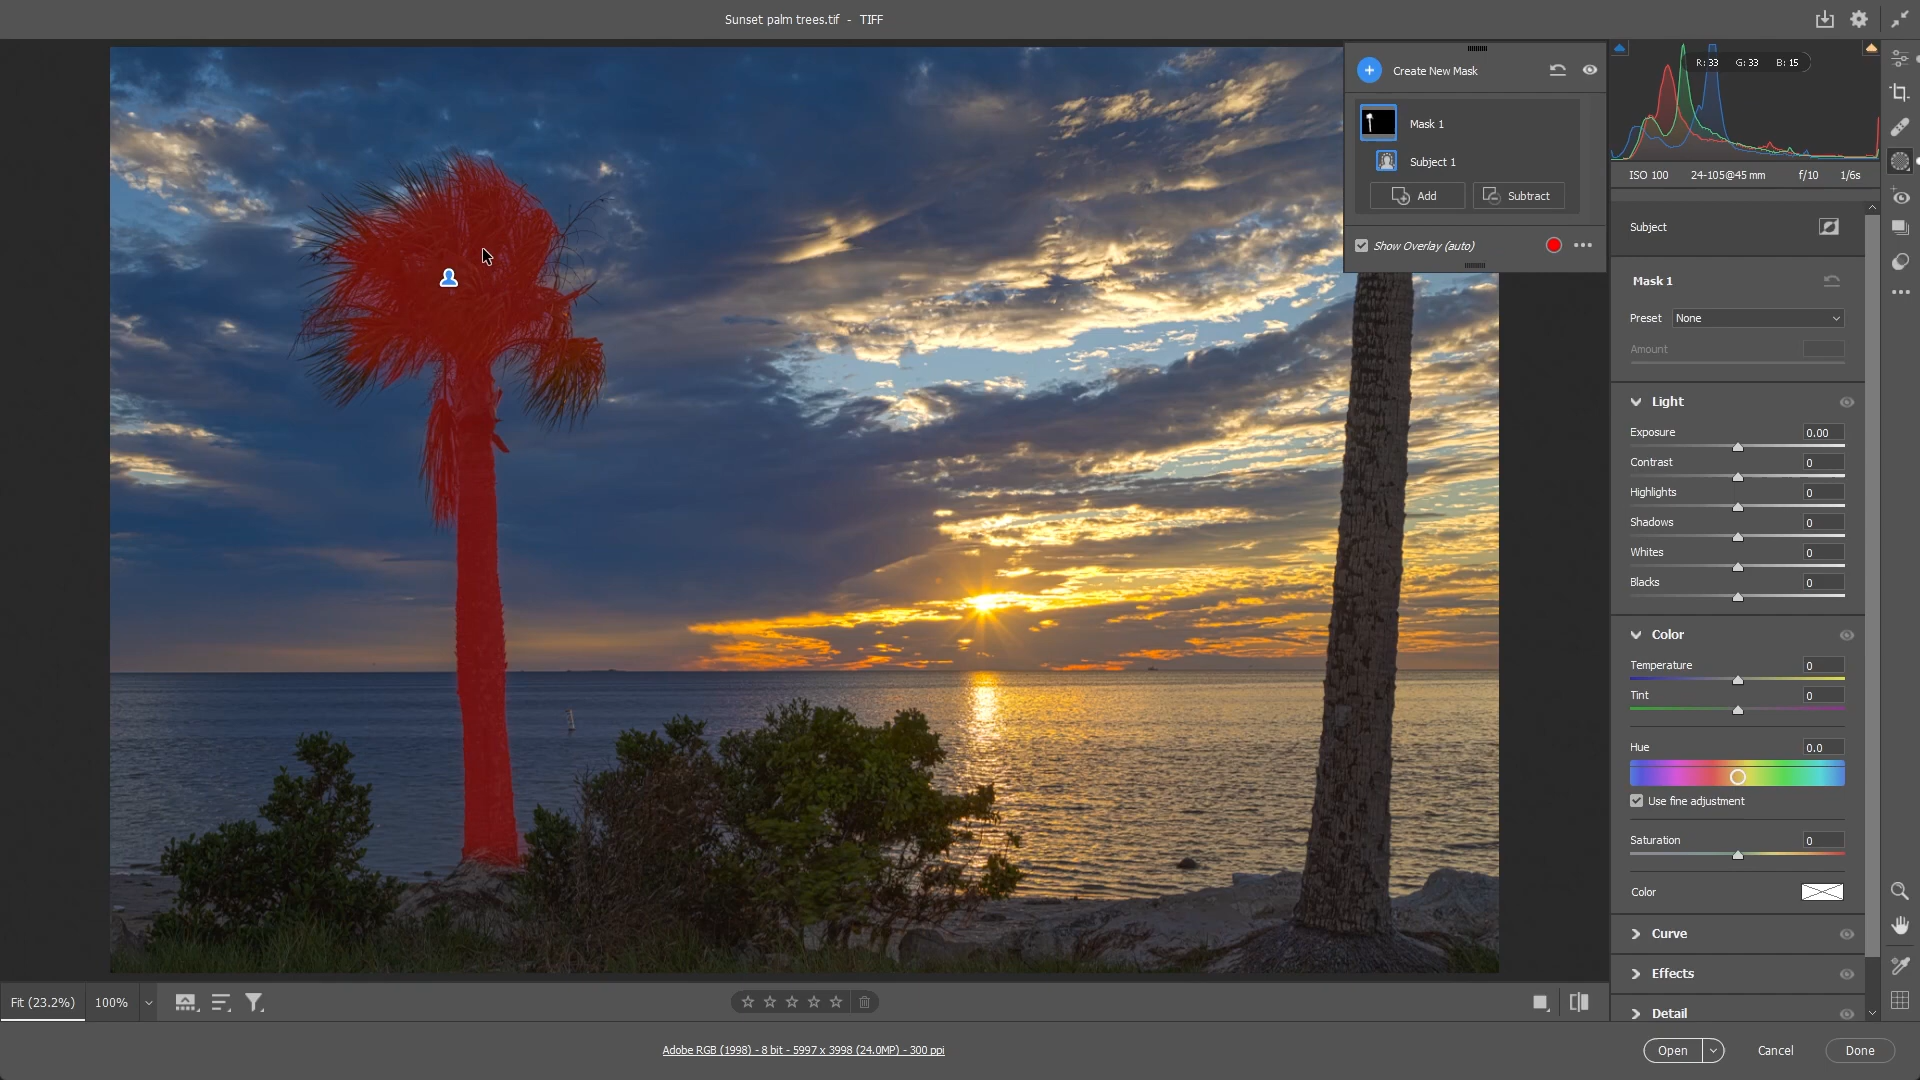 Sunset palm trees.tif - TIFF
Create New Mask
Mask 1
Subject 1
Add Subtract
Show Overlay (auto)
R: 33 G: 33 B: 15
ISO 100 24-105@45 mm f/10 1/6s
Subject
Mask 1
Preset None
Amount
Light
Exposure 0.00
Contrast 0
Highlights 0
Shadows 0
Whites 0
Blacks 0
Color
Temperature 0
Tint 0
Hue 0.0
Use fine adjustment
Saturation 0
Color
Curve
Effects
Detail
Fit (23.2%) 100%
Adobe RGB (1998) - 8 bit - 5997 x 3998 (24.0MP) - 300 ppi
Open Cancel Done